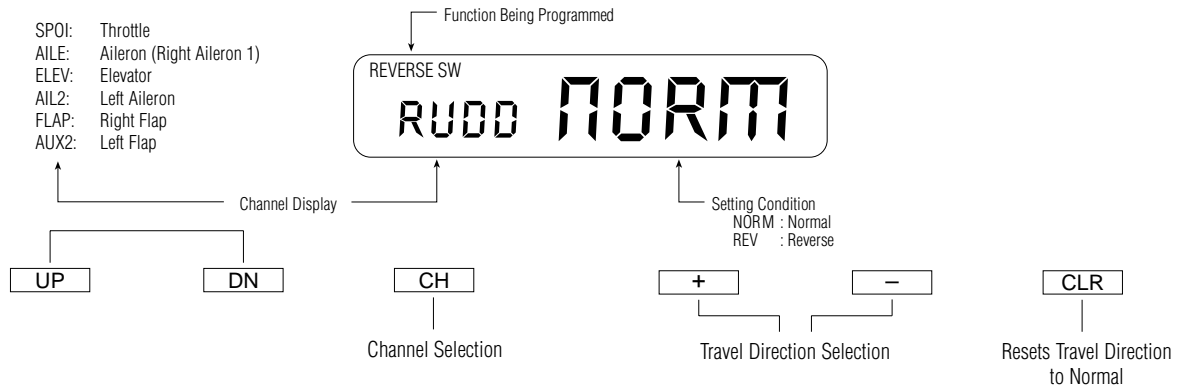 Function Being Programmed
SPOI: Throttle
AILE: Aileron (Right Aileron 1)
ELEV: Elevator
AIL2: Left Aileron
FLAP: Right Flap
AUX2: Left Flap
REVERSE SW
RUDD NORM
Channel Display
Setting Condition
NORM : Normal
REV : Reverse
UP DN CH + – CLR
Channel Selection
Travel Direction Selection
Resets Travel Direction
to Normal